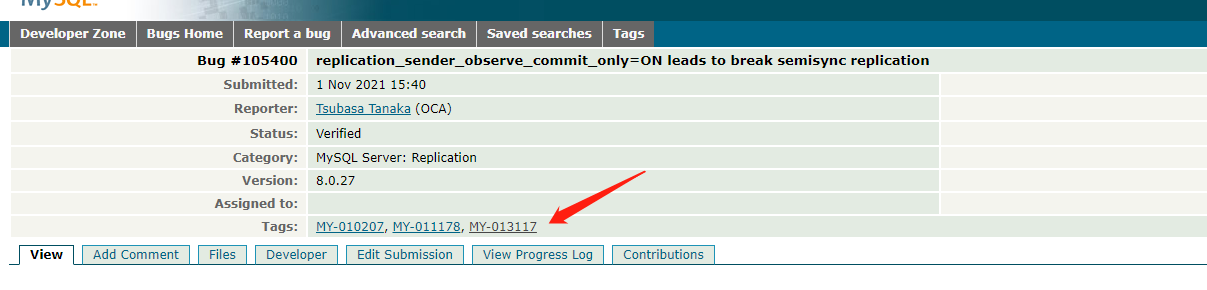 MySQL
Developer Zone Bugs Home Report a bug Advanced search Saved searches Tags
Bug #105400 replication_sender_observe_commit_only=ON leads to break semisync replication
Submitted: 1 Nov 2021 15:40
Reporter: Tsubasa Tanaka (OCA)
Status: Verified
Category: MySQL Server: Replication
Version: 8.0.27
Assigned to:
Tags: MY-010207, MY-011178, MY-013117
View Add Comment Files Developer Edit Submission View Progress Log Contributions